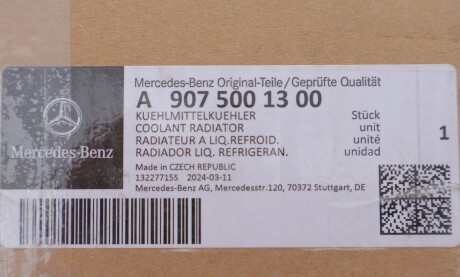 Mercedes-Benz Original-Teile/Geprüfte Qualität
A 907 500 13 00
KUEHLMITTELKUEHLER Stück
COOLANT RADIATOR unit
RADIATEUR A LIQ.REFROID. unité
RADIADOR LIQ. REFRIGERAN. unidad
1
Mercedes-Benz
Made in CZECH REPUBLIC
13227715S 2024-03-11
Mercedes-Benz AG, Mercedesstr.120, 70372 Stuttgart, DE